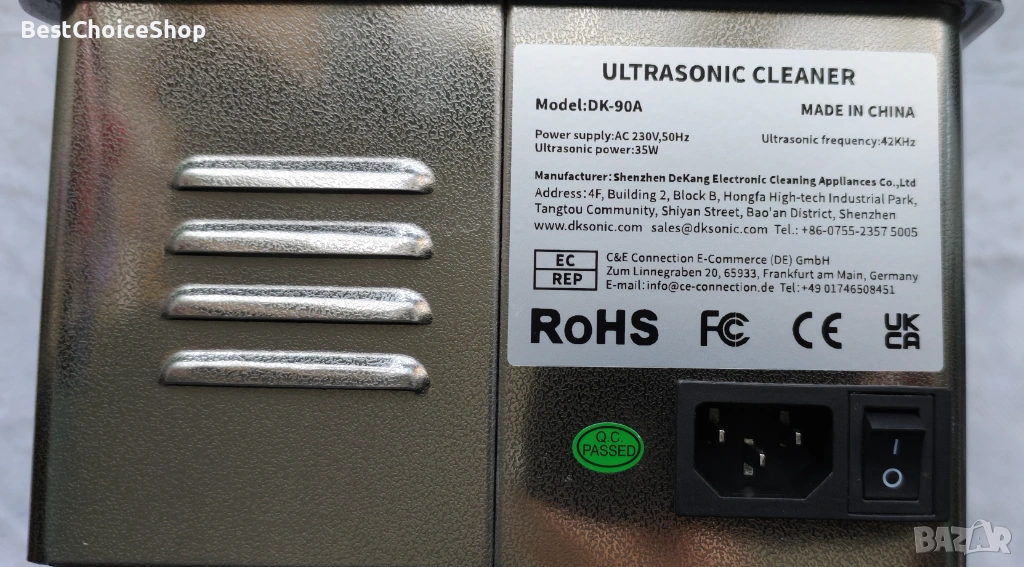 BestChoiceShop
ULTRASONIC CLEANER
Model:DK-90A
MADE IN CHINA
Power supply:AC 230V,50Hz
Ultrasonic frequency:42KHz
Ultrasonic power:35W
Manufacturer:Shenzhen DeKang Electronic Cleaning Appliances Co.,Ltd
Address:4F, Building 2, Block B, Hongfa High-tech Industrial Park,
Tangtou Community, Shiyan Street, Bao'an District, Shenzhen
www.dksonic.com sales@dksonic.com Tel.: +86-0755-2357 5005
EC
REP
C&E Connection E-Commerce (DE) GmbH
Zum Linnegraben 20, 65933, Frankfurt am Main, Germany
E-mail:info@ce-connection.de Tel:+49 01746508451
RoHS
FC
CE
UK
CA
Q.C.
PASSED
BAZAR